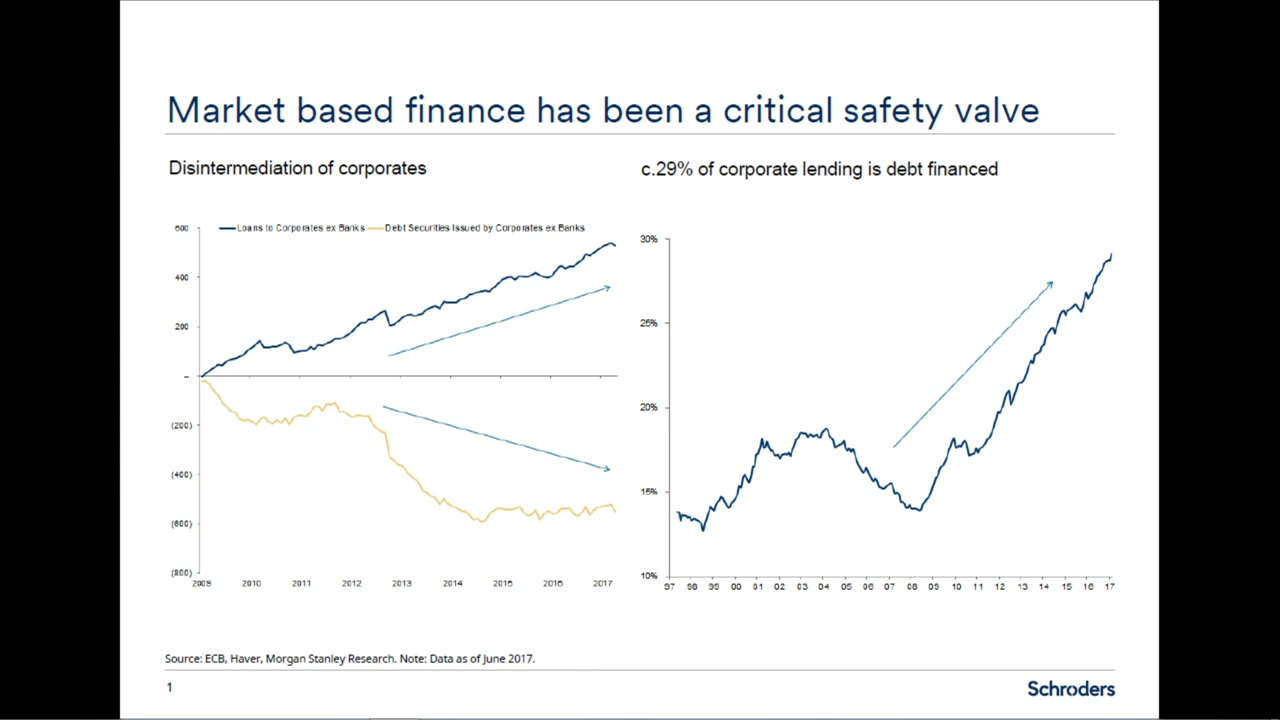 Market based finance has been a critical safety valve
Disintermediation of corporates
c.29% of corporate lending is debt financed
Loans to Corporates ex Banks
Debt Securities Issued by Corporates ex Banks
600
400
200
–
(200)
(400)
(600)
(800)
2009 2010 2011 2012 2013 2014 2015 2016 2017
30%
25%
20%
15%
10%
97 98 99 00 01 02 03 04 05 06 07 08 09 10 11 12 13 14 15 16 17
Source: ECB, Haver, Morgan Stanley Research. Note: Data as of June 2017.
1
Schroders